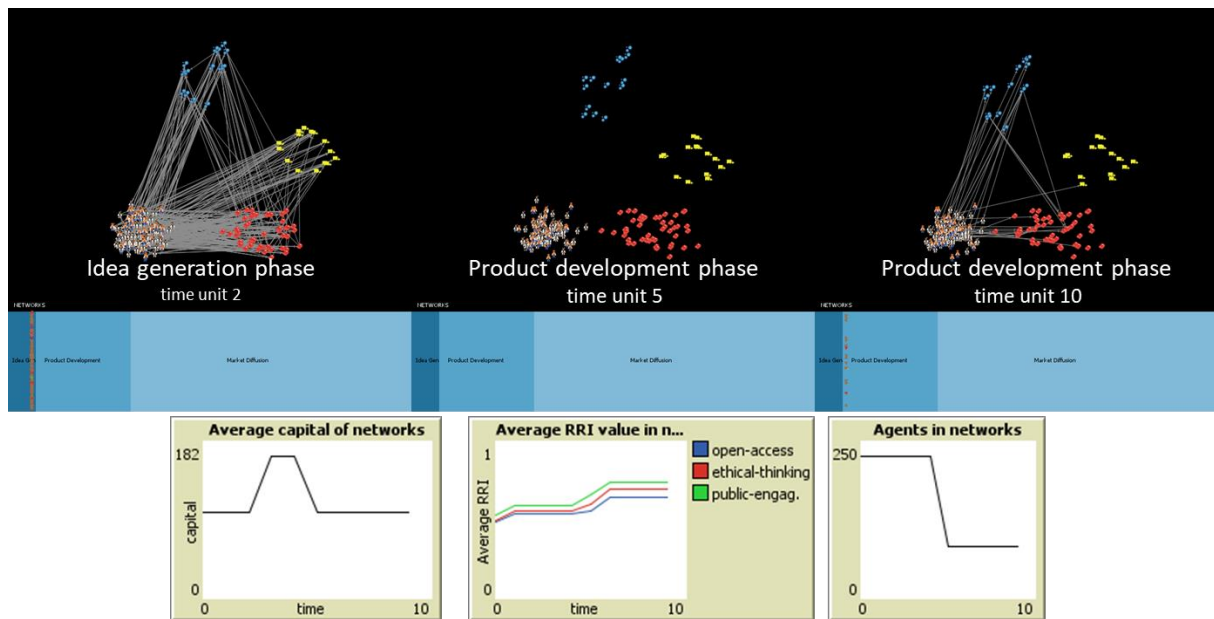 Idea generation phase
time unit 2
Product development phase
time unit 5
Product development phase
time unit 10
NETWORKS
NETWORKS
NETWORKS
Idea Gen
Product Development
Market Diffusion
Idea Gen
Product Development
Market Diffusion
Idea Gen
Product Development
Market Diffusion
Average capital of networks
182
capital
0
0
time
10
Average RRI value in n...
1
Average RRI
0
0
time
10
open-access
ethical-thinking
public-engag.
Agents in networks
250
0
0
10